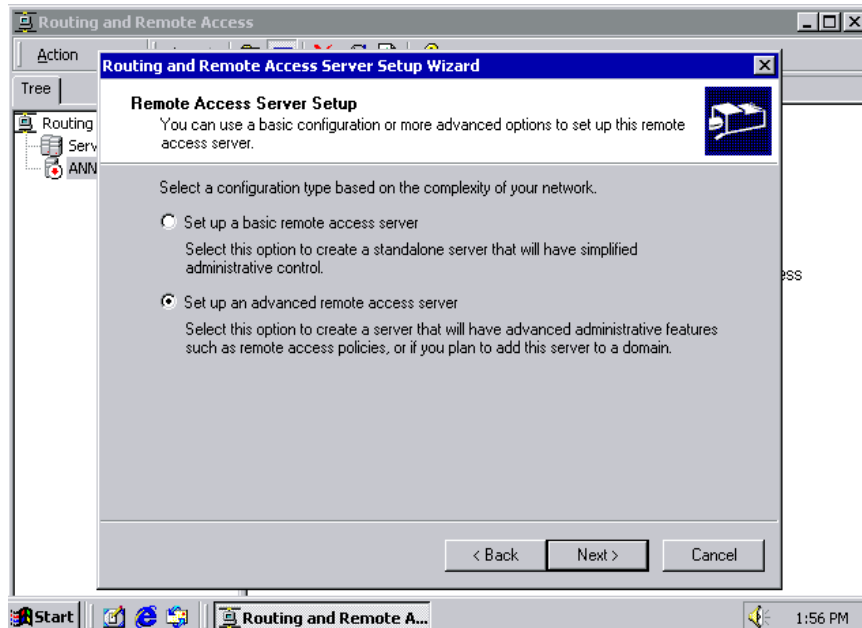 Routing and Remote Access
Action
Routing and Remote Access Server Setup Wizard
Tree
Remote Access Server Setup
You can use a basic configuration or more advanced options to set up this remote
access server.
Routing
Serv
ANN
Select a configuration type based on the complexity of your network.
Set up a basic remote access server
Select this option to create a standalone server that will have simplified
administrative control.
ess
Set up an advanced remote access server
Select this option to create a server that will have advanced administrative features
such as remote access policies, or if you plan to add this server to a domain.
< Back
Next >
Cancel
Start
Routing and Remote A...
1:56 PM